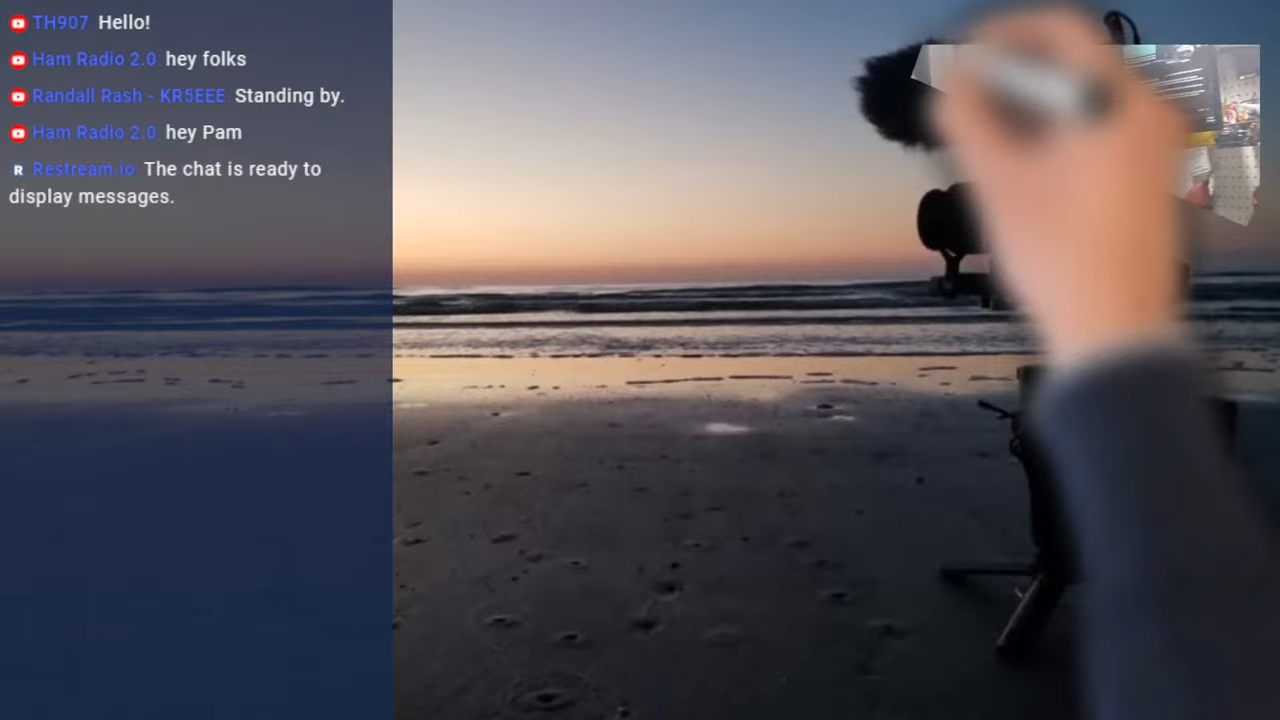 TH907 Hello!
Ham Radio 2.0 hey folks
Randall Rash - KR5EEE Standing by.
Ham Radio 2.0 hey Pam
R Restream.io The chat is ready to
display messages.